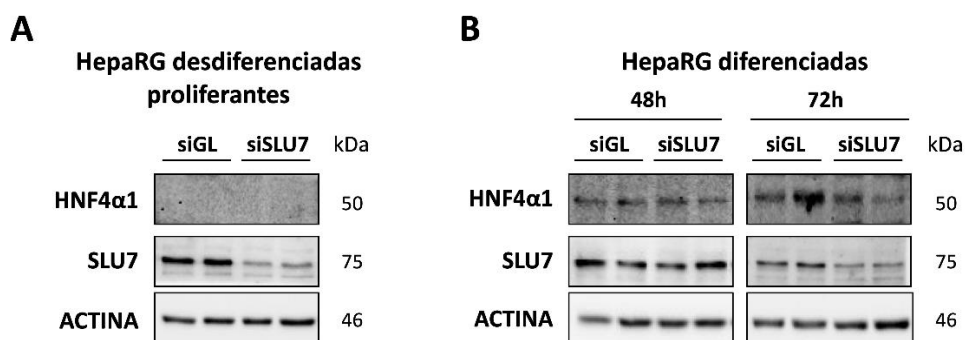 A
HepaRG desdiferenciadas
proliferantes
siGL siSLU7 kDa
HNF4α1 50
SLU7 75
ACTINA 46
B
HepaRG diferenciadas
48h 72h
siGL siSLU7 siGL siSLU7 kDa
HNF4α1 50
SLU7 75
ACTINA 46